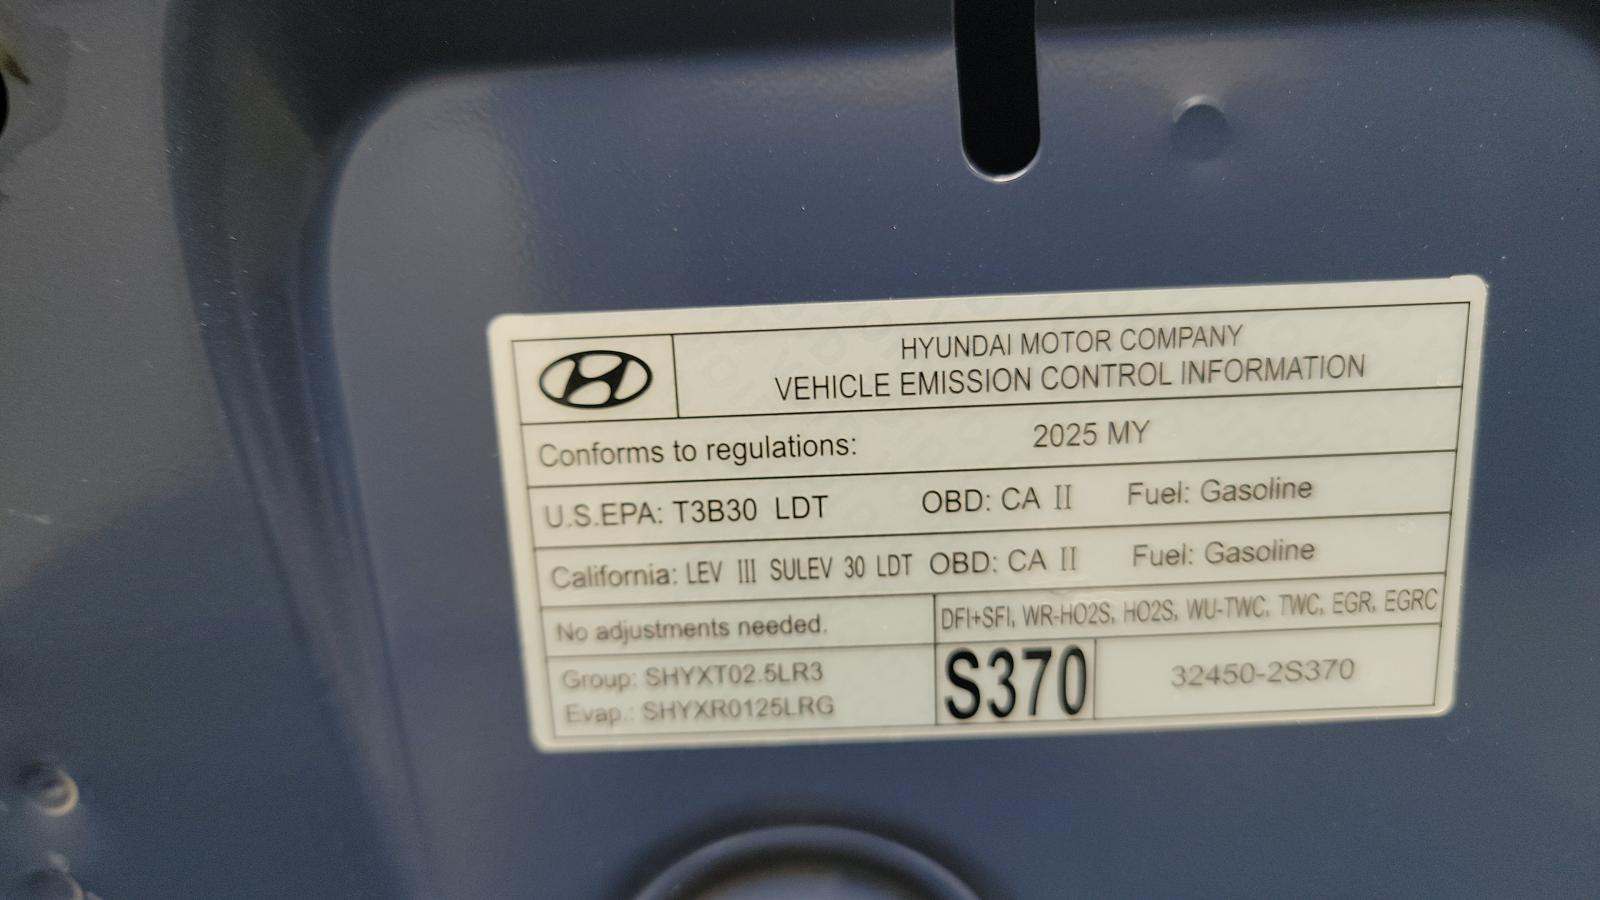 HYUNDAI MOTOR COMPANY
VEHICLE EMISSION CONTROL INFORMATION
Conforms to regulations: 2025 MY
U.S.EPA: T3B30 LDT OBD: CA II Fuel: Gasoline
California: LEV III SULEV 30 LDT OBD: CA II Fuel: Gasoline
No adjustments needed. DFI+SFI, WR-HO2S, HO2S, WU-TWC, TWC, EGR, EGRC
Group: SHYXT02.5LR3
Evap.: SHYXR0125LRG
S370
32450-2S370